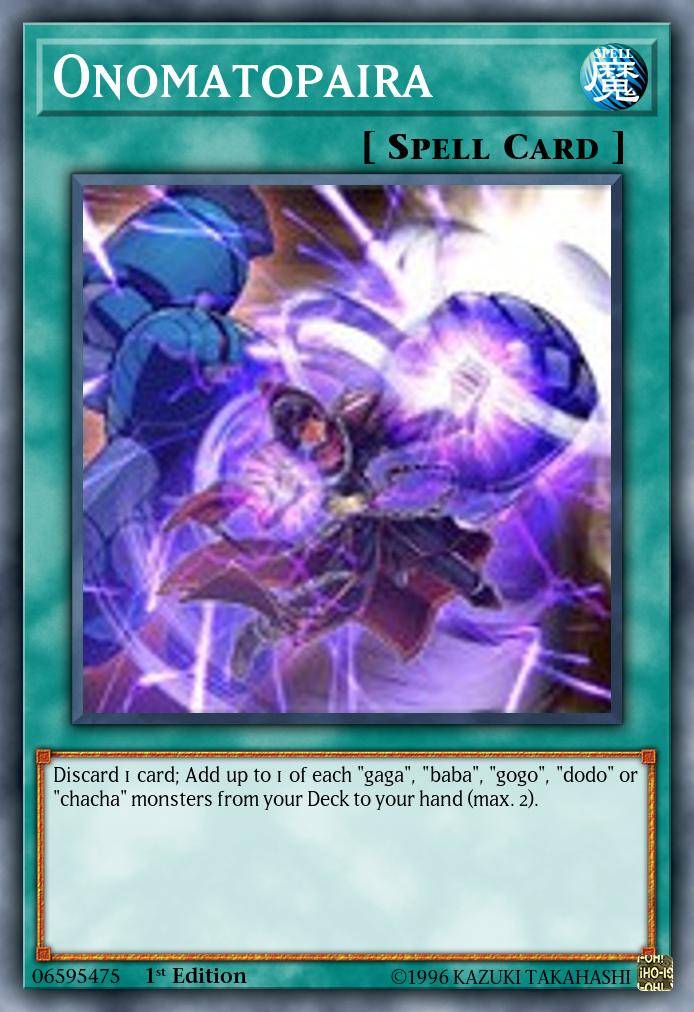 Onomatopaira
SPELL
魔
[ Spell Card ]
Discard 1 card; Add up to 1 of each "gaga", "baba", "gogo", "dodo" or
"chacha" monsters from your Deck to your hand (max. 2).
06595475 1st Edition ©1996 KAZUKI TAKAHASHI